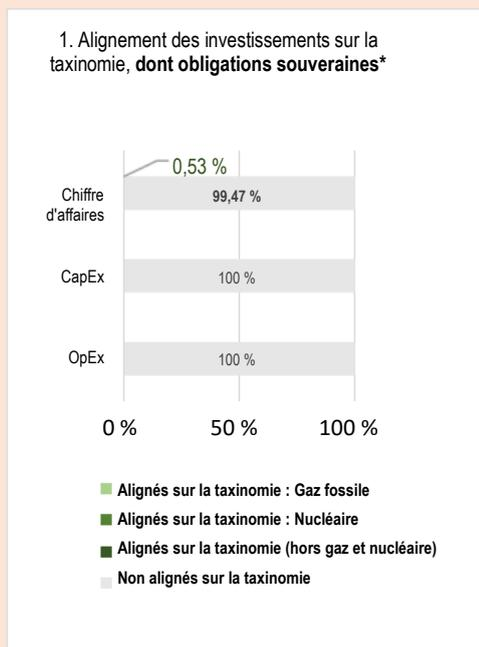 1. Alignement des investissements sur la
taxinomie, dont obligations souveraines*
0,53 %
Chiffre
d'affaires
99,47 %
CapEx
100 %
OpEx
100 %
0 %
50 %
100 %
Alignés sur la taxinomie : Gaz fossile
Alignés sur la taxinomie : Nucléaire
Alignés sur la taxinomie (hors gaz et nucléaire)
Non alignés sur la taxinomie